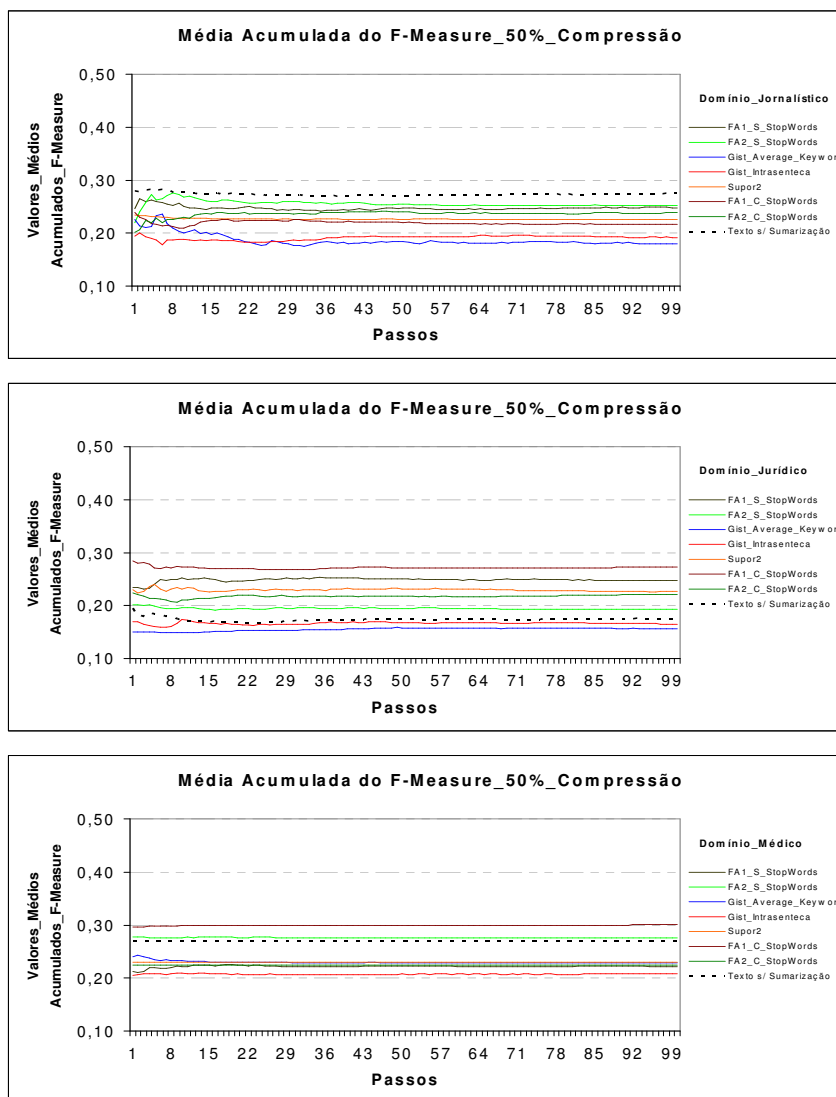 Média Acumulada do F-Measure_50%_Compressão
Valores_Médios
Acumulados_F-Measure
0,50
0,40
0,30
0,20
0,10
1 8 15 22 29 36 43 50 57 64 71 78 85 92 99
Passos
Domínio_Jornalístico
FA1_S_StopWords
FA2_S_StopWords
Gist_Average_Keyword
Gist_Intrasenteca
Supor2
FA1_C_StopWords
FA2_C_StopWords
Texto s/ Sumarização
Média Acumulada do F-Measure_50%_Compressão
Valores_Médios
Acumulados_F-Measure
0,50
0,40
0,30
0,20
0,10
1 8 15 22 29 36 43 50 57 64 71 78 85 92 99
Passos
Domínio_Jurídico
FA1_S_StopWords
FA2_S_StopWords
Gist_Average_Keywor
Gist_Intrasenteca
Supor2
FA1_C_StopWords
FA2_C_StopWords
Texto s/ Sumarização
Média Acumulada do F-Measure_50%_Compressão
Valores_Médios
Acumulados_F-Measure
0,50
0,40
0,30
0,20
0,10
1 8 15 22 29 36 43 50 57 64 71 78 85 92 99
Passos
Domínio_Médico
FA1_S_StopWords
FA2_S_StopWords
Gist_Average_Keywor
Gist_Intrasenteca
Supor2
FA1_C_StopWords
FA2_C_StopWords
Texto s/ Sumarização